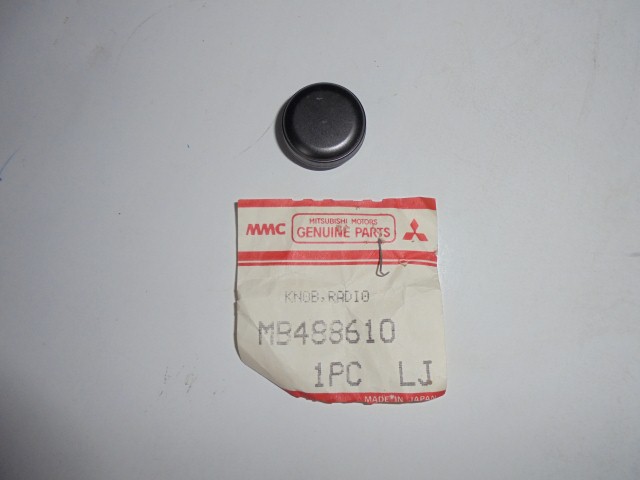 MMC MITSUBISHI MOTORS
GENUINE PARTS
KNOB,RADIO
MB488610
1PC LJ
MADE IN JAPAN